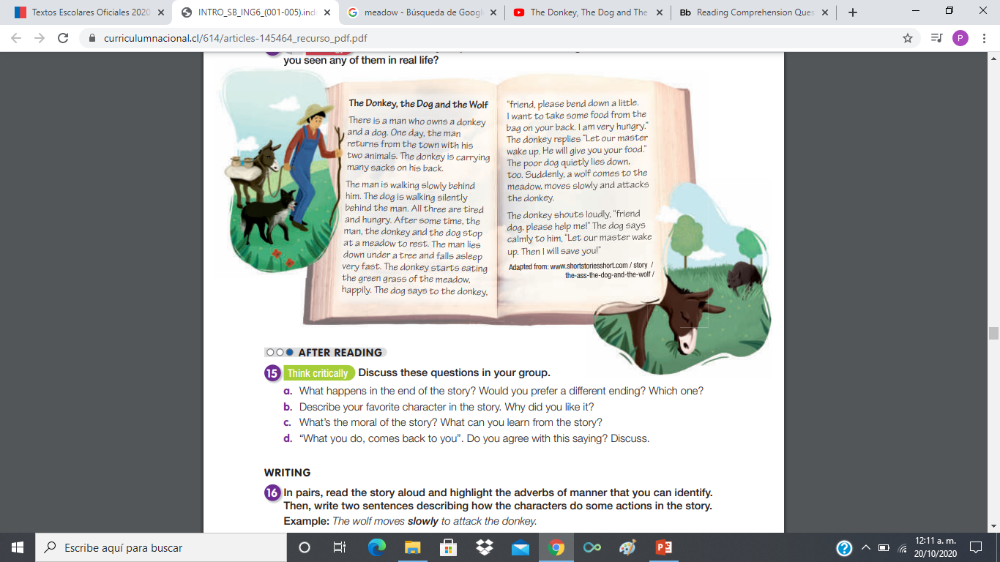 Textos Escolares Oficiales 2020
INTRO_SB_ING6_(001-005).ind
meadow - Búsqueda de Googl
The Donkey, The Dog and The
Bb Reading Comprehension Ques
curriculumnacional.cl/614/articles-145464_recurso_pdf.pdf
P
you seen any of them in real life?
The Donkey, the Dog and the Wolf
There is a man who owns a donkey
and a dog. One day, the man
returns from the town with his
two animals. The donkey is carrying
many sacks on his back.
The man is walking slowly behind
him. The dog is walking silently
behind the man. All three are tired
and hungry. After some time, the
man, the donkey and the dog stop
at a meadow to rest. The man lies
down under a tree and falls asleep
very fast. The donkey starts eating
the green grass of the meadow,
happily. The dog says to the donkey,
“friend, please bend down a little.
I want to take some food from the
bag on your back. I am very hungry.”
The donkey replies “Let our master
wake up. He will give you your food.”
The poor dog quietly lies down,
too. Suddenly, a wolf comes to the
meadow, moves slowly and attacks
the donkey.
The donkey shouts loudly, “friend
dog, please help me!” The dog says
calmly to him, “Let our master wake
up. Then I will save you!”
Adapted from: www.shortstoriesshort.com / story /
the-ass-the-dog-and-the-wolf /
AFTER READING
15 Think critically Discuss these questions in your group.
a. What happens in the end of the story? Would you prefer a different ending? Which one?
b. Describe your favorite character in the story. Why did you like it?
c. What's the moral of the story? What can you learn from the story?
d. “What you do, comes back to you”. Do you agree with this saying? Discuss.
WRITING
16 In pairs, read the story aloud and highlight the adverbs of manner that you can identify.
Then, write two sentences describing how the characters do some actions in the story.
Example: The wolf moves slowly to attack the donkey.
Escribe aquí para buscar
12:11 a. m.
20/10/2020